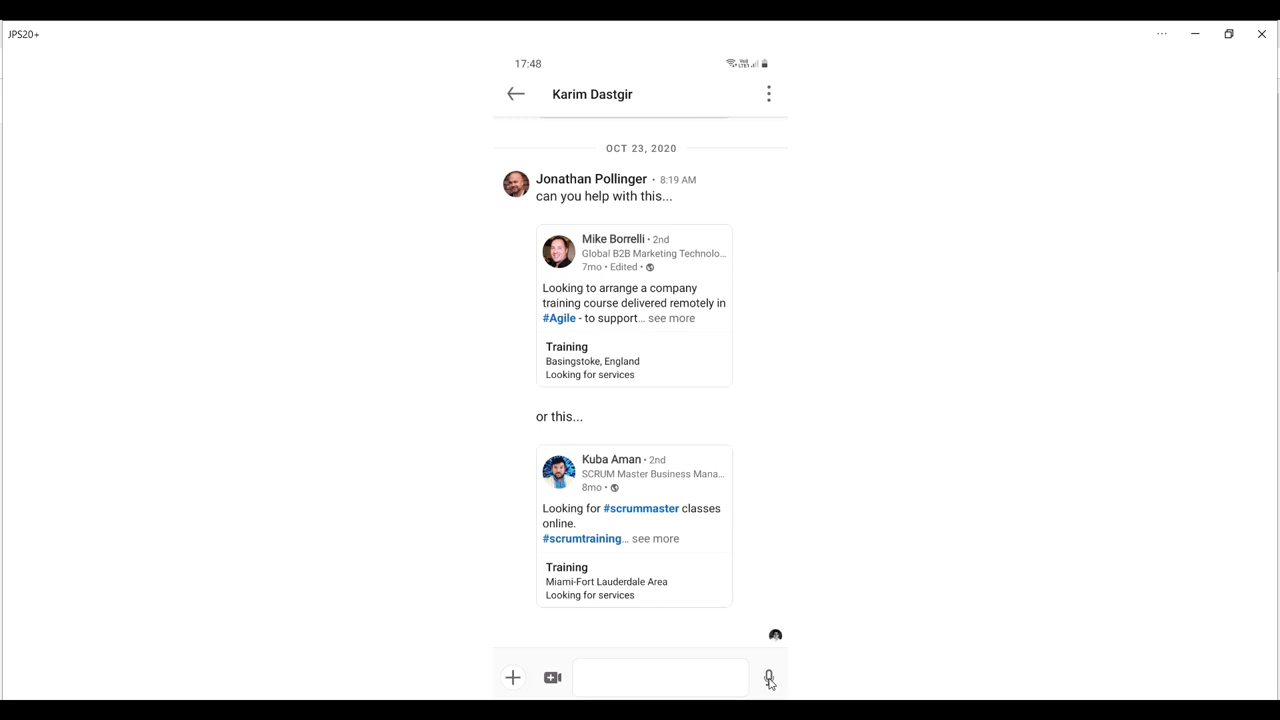 JPS20+
17:48
Karim Dastgir
OCT 23, 2020
Jonathan Pollinger • 8:19 AM
can you help with this...
Mike Borrelli • 2nd
Global B2B Marketing Technolo...
7mo • Edited •
Looking to arrange a company
training course delivered remotely in
#Agile - to support... see more
Training
Basingstoke, England
Looking for services
or this...
Kuba Aman • 2nd
SCRUM Master Business Mana...
8mo •
Looking for #scrummaster classes
online.
#scrumtraining... see more
Training
Miami-Fort Lauderdale Area
Looking for services